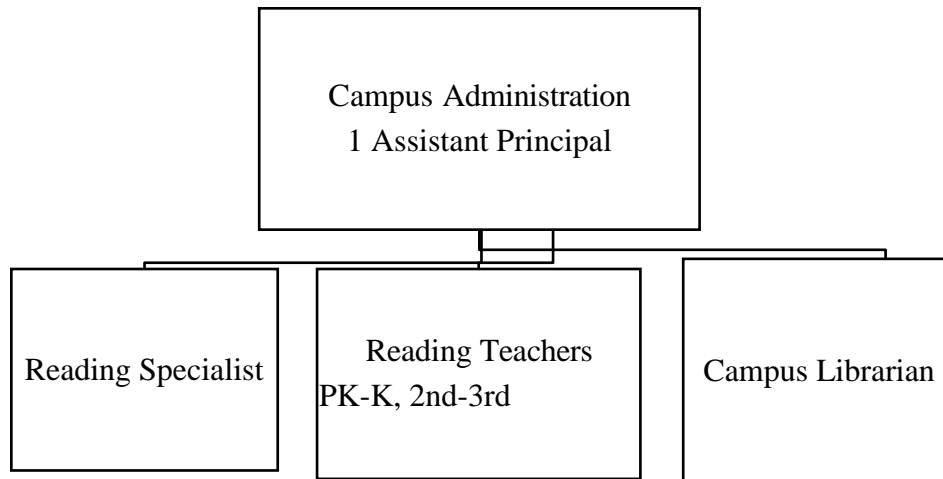 Campus Administration
1 Assistant Principal
Reading Specialist
Reading Teachers
PK-K, 2nd-3rd
Campus Librarian